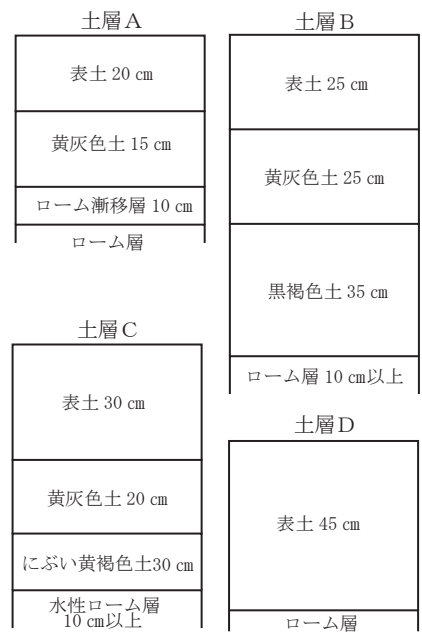 土層A
表土 20 ㎝
黄灰色土 15 ㎝
ローム漸移層 10 ㎝
ローム層
土層B
表土 25 ㎝
黄灰色土 25 ㎝
黒褐色土 35 ㎝
ローム層 10 ㎝以上
土層C
表土 30 ㎝
黄灰色土 20 ㎝
にぶい黄褐色土30 ㎝
水性ローム層
10 ㎝以上
土層D
表土 45 ㎝
ローム層